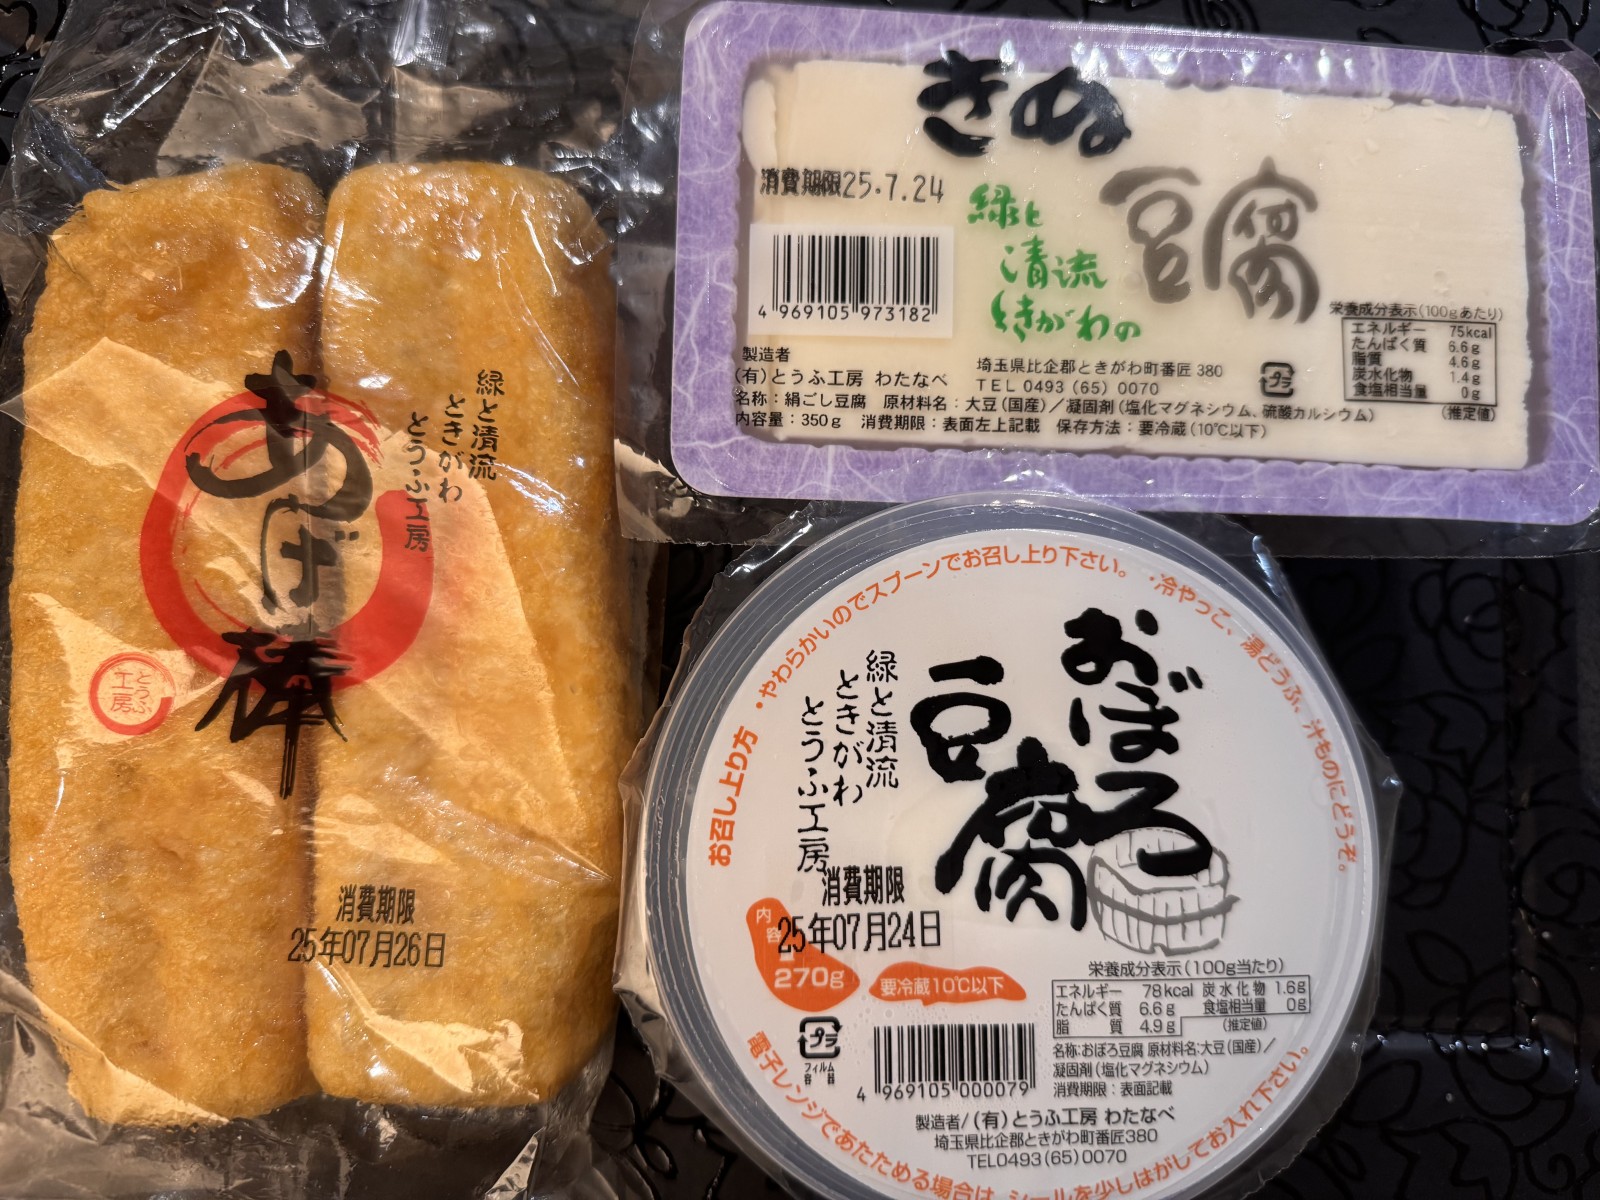 あげ棒
緑と清流
ときがわ
とうふ工房
とうふ
工房
消費期限
25年07月26日
きぬ
豆腐
消費期限25.7.24
緑と
清流
ときがわの
4 969105 973182
製造者
(有)とうふ工房 わたなべ
埼玉県比企郡ときがわ町番匠380
TEL 0493 (65) 0070
名称：絹ごし豆腐 原材料名：大豆(国産)／凝固剤(塩化マグネシウム、硫酸カルシウム)
内容量：350g 消費期限：表面左上記載 保存方法：要冷蔵(10℃以下)
プラ
栄養成分表示(100gあたり)
エネルギー 75kcal
たんぱく質 6.6g
脂質 4.6g
炭水化物 1.4g
食塩相当量 0g
(推定値)
お召し上り方 ・やわらかいのでスプーンでお召し上り下さい。 ・冷やっこ、湯どうふ、汁ものにどうぞ。
おぼろ
豆腐
緑と清流
ときがわ
とうふ工房
消費期限
25年07月24日
内容
270g
要冷蔵10℃以下
栄養成分表示(100g当たり)
エネルギー 78kcal 炭水化物 1.6g
たんぱく質 6.6g 食塩相当量 0g
脂質 4.9g (推定値)
名称:おぼろ豆腐 原材料名:大豆(国産)／
凝固剤(塩化マグネシウム)
消費期限：表面記載
プラ
フィルム
容器
4 969105 000079
製造者/(有)とうふ工房 わたなべ
埼玉県比企郡ときがわ町番匠380
TEL0493(65)0070
電子レンジであたためる場合は、シールを少しはがしてお入れ下さい。